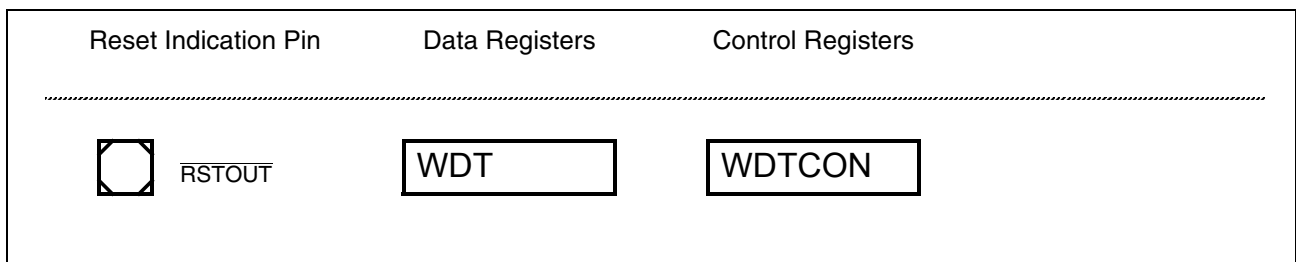 Reset Indication Pin Data Registers Control Registers
RSTOUT WDT WDTCON